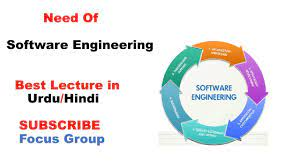 Need Of
Software Engineering
Best Lecture in
Urdu/Hindi
SUBSCRIBE
Focus Group
SOFTWARE
ENGINEERING